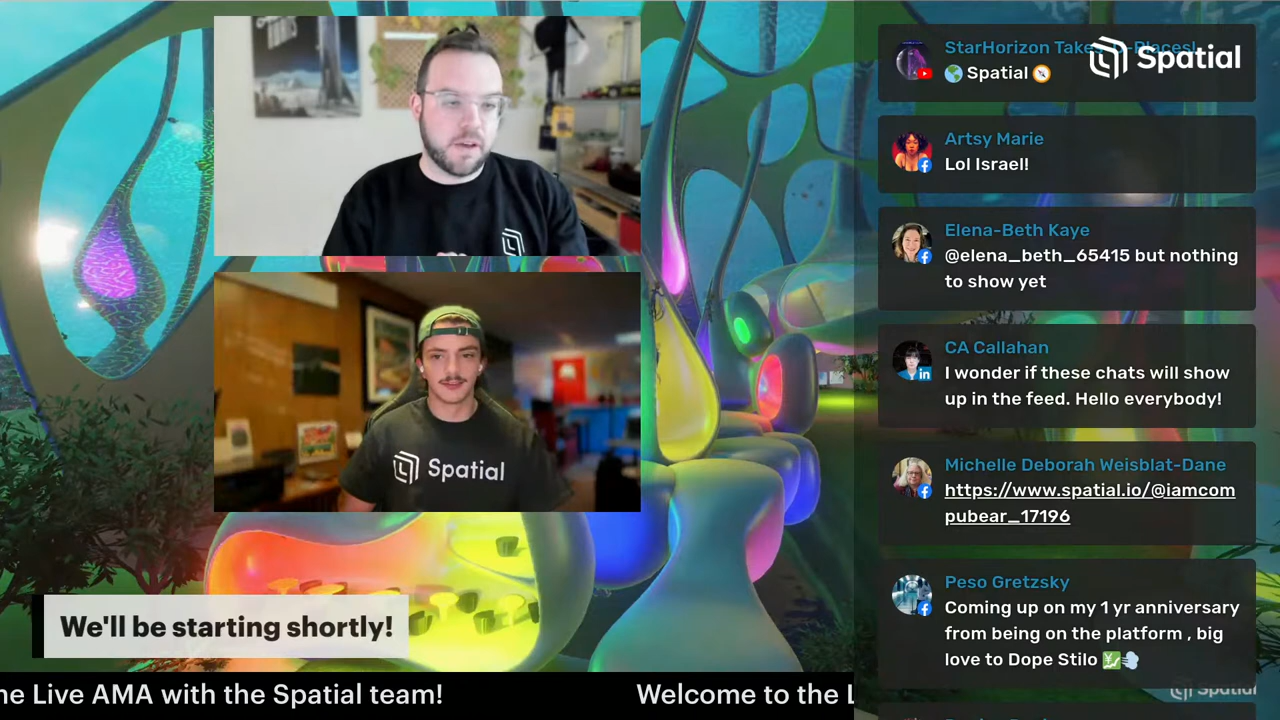 StarHorizon Takes
Spatial
Spatial
Artsy Marie
Lol Israel!
Elena-Beth Kaye
@elena_beth_65415 but nothing
to show yet
CA Callahan
I wonder if these chats will show
up in the feed. Hello everybody!
Michelle Deborah Weisblat-Dane
https://www.spatial.io/@iamcom
pubear_17196
Peso Gretzsky
Coming up on my 1 yr anniversary
from being on the platform , big
love to Dope Stilo 💹💨
Spatial
Spatial
We'll be starting shortly!
he Live AMA with the Spatial team!
Welcome to the L